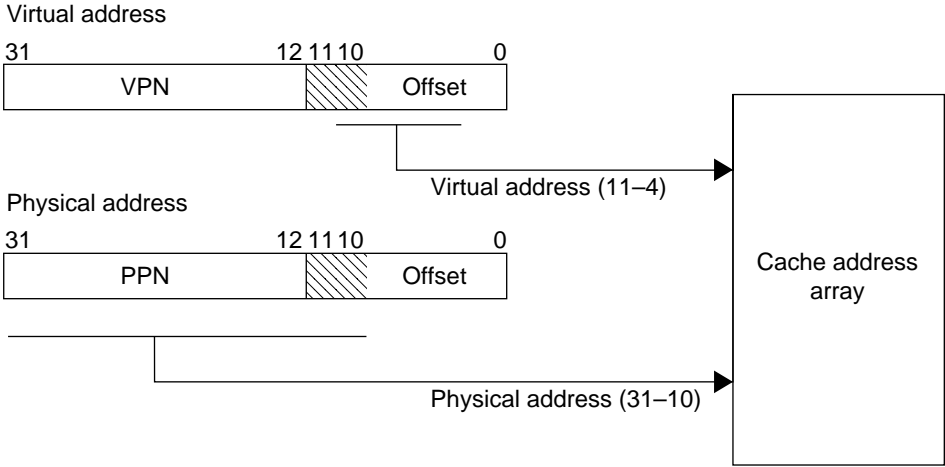 Virtual address
31 12 11 10 0
VPN Offset
Virtual address (11–4)
Physical address
31 12 11 10 0
PPN Offset
Physical address (31–10)
Cache address
array